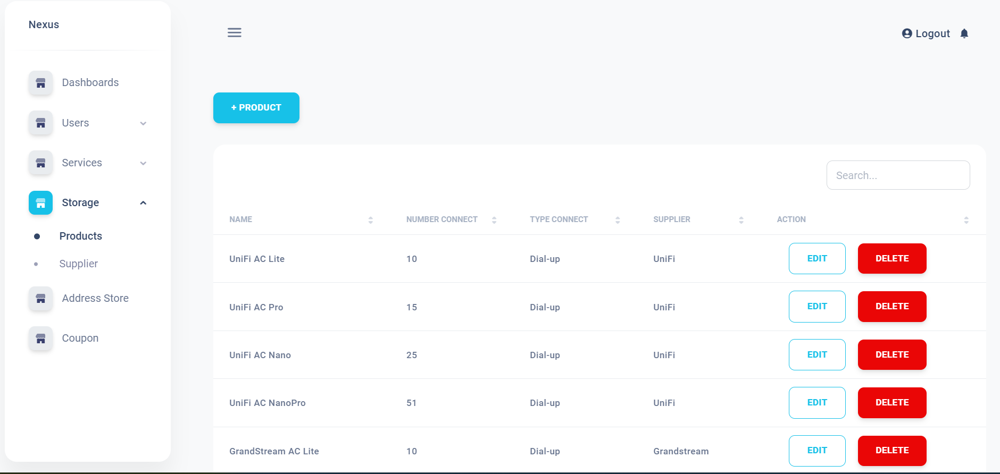 Nexus
Logout
Dashboards
Users
Services
Storage
Products
Supplier
Address Store
Coupon
+ PRODUCT
Search...
NAME NUMBER CONNECT TYPE CONNECT SUPPLIER ACTION
UniFi AC Lite 10 Dial-up UniFi EDIT DELETE
UniFi AC Pro 15 Dial-up UniFi EDIT DELETE
UniFi AC Nano 25 Dial-up UniFi EDIT DELETE
UniFi AC NanoPro 51 Dial-up UniFi EDIT DELETE
GrandStream AC Lite 10 Dial-up Grandstream EDIT DELETE